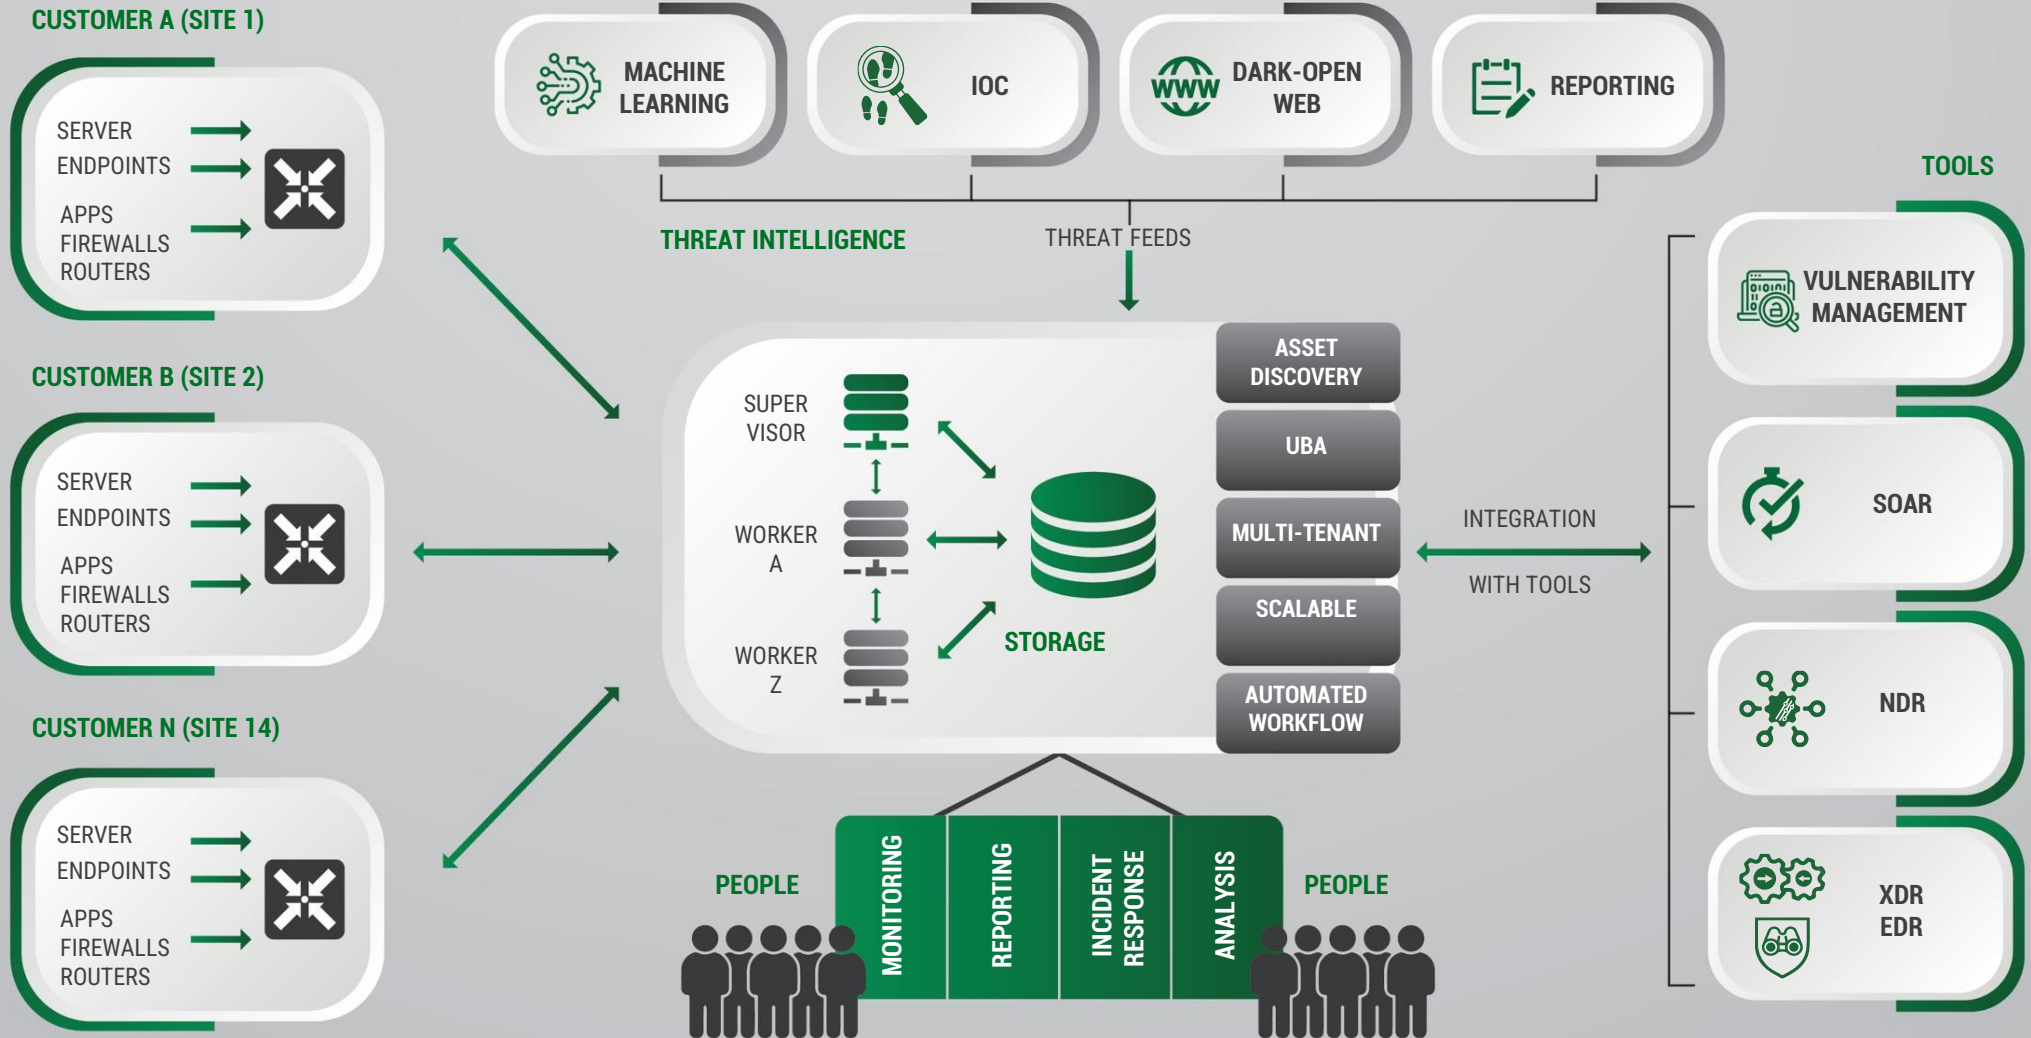 CUSTOMER A (SITE 1)
SERVER
ENDPOINTS
APPS
FIREWALLS
ROUTERS
CUSTOMER B (SITE 2)
SERVER
ENDPOINTS
APPS
FIREWALLS
ROUTERS
CUSTOMER N (SITE 14)
SERVER
ENDPOINTS
APPS
FIREWALLS
ROUTERS
MACHINE
LEARNING
IOC
WWW
DARK-OPEN
WEB
REPORTING
THREAT INTELLIGENCE
THREAT FEEDS
SUPER
VISOR
WORKER
A
WORKER
Z
STORAGE
ASSET
DISCOVERY
UBA
MULTI-TENANT
SCALABLE
AUTOMATED
WORKFLOW
INTEGRATION
WITH TOOLS
PEOPLE
MONITORING
REPORTING
INCIDENT
RESPONSE
ANALYSIS
PEOPLE
TOOLS
VULNERABILITY
MANAGEMENT
SOAR
NDR
XDR
EDR